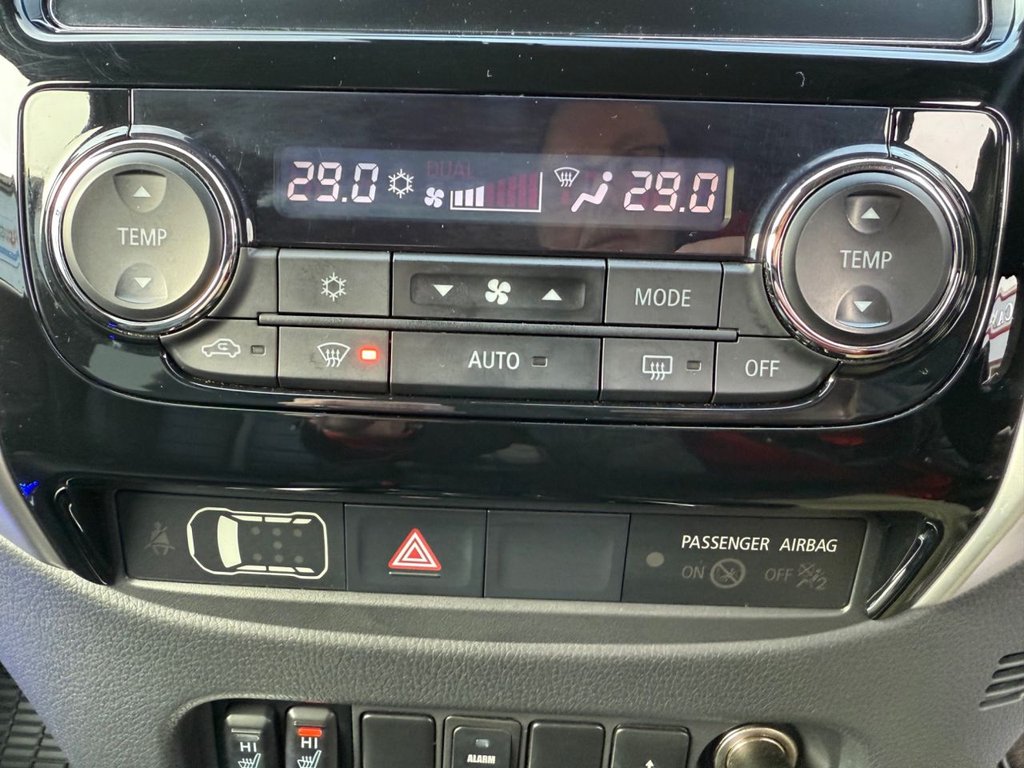 DUAL
29.0 29.0
TEMP TEMP
MODE
AUTO OFF
PASSENGER AIRBAG
ON OFF
HI HI
ALARM